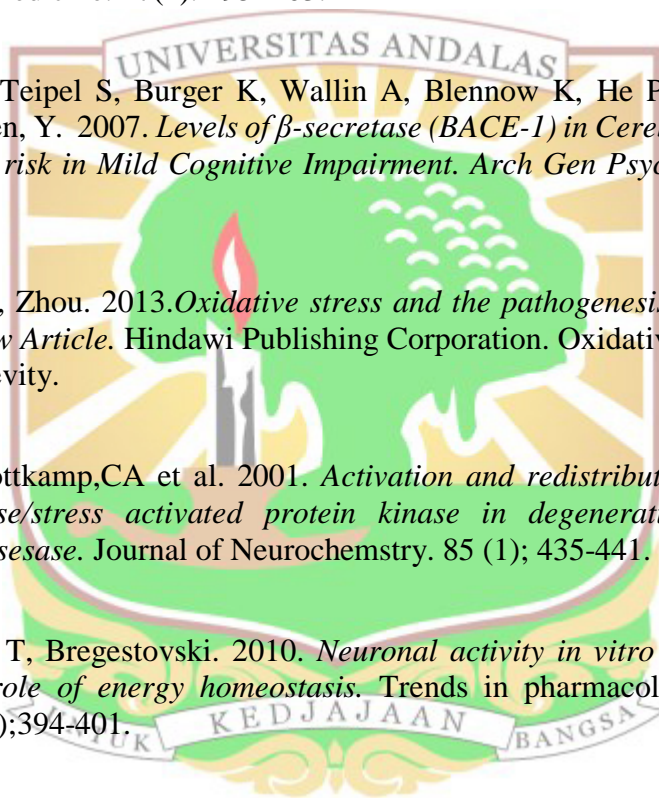 UNIVERSITAS ANDALAS
Teipel S, Burger K, Wallin A, Blennow K, He P
en, Y. 2007. Levels of β-secretase (BACE-1) in Cere
risk in Mild Cognitive Impairment. Arch Gen Psyc
, Zhou. 2013.Oxidative stress and the pathogenesis
w Article. Hindawi Publishing Corporation. Oxidativ
evity.
ottkamp,CA et al. 2001. Activation and redistribut
se/stress activated protein kinase in degenerati
sesase. Journal of Neurochemstry. 85 (1); 435-441.
T, Bregestovski. 2010. Neuronal activity in vitro
role of energy homeostasis. Trends in pharmacol
);394-401.
UNTUK KEDJAJAAN BANGSA